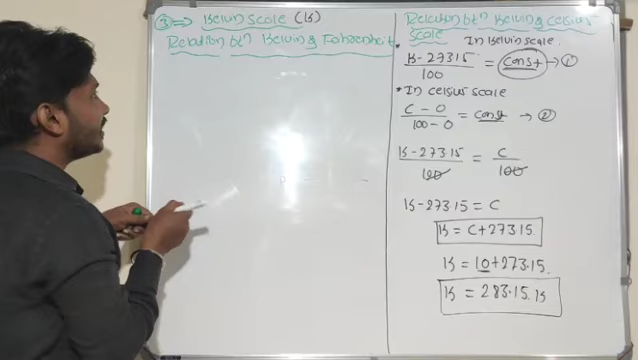 ③ ⇒ Kelvin scale (K)
Relation btⁿ Kelvin & Fahrenheit
Relation btⁿ Kelvin & celsius
scale
In Kelvin scale.
K - 273.15 / 100 = const → ①
* In celsius scale
C - 0 / 100 - 0 = const → ②
K - 273.15 / 100 = C / 100
K - 273.15 = C
K = C + 273.15
K = 10 + 273.15
K = 283.15 K